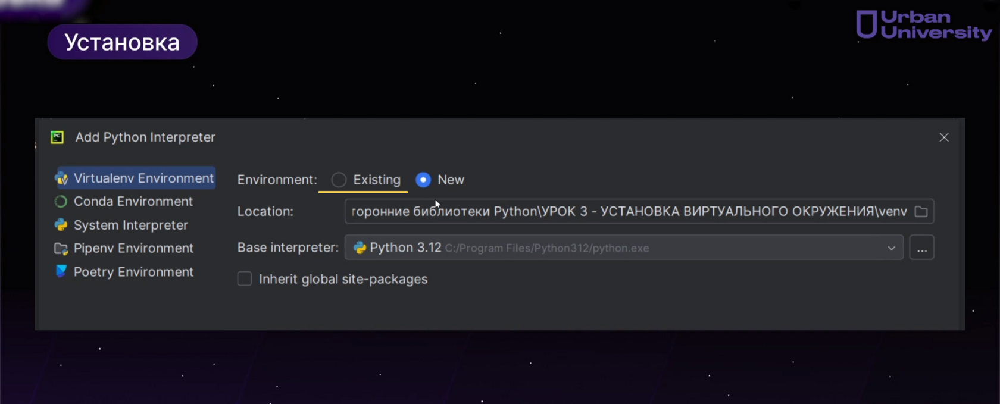 Установка
Urban
University
Add Python Interpreter
Virtualenv Environment
Conda Environment
System Interpreter
Pipenv Environment
Poetry Environment
Environment: Existing New
Location: торонние библиотеки Python\УРОК 3 - УСТАНОВКА ВИРТУАЛЬНОГО ОКРУЖЕНИЯ\venv
Base interpreter: Python 3.12 C:/Program Files/Python312/python.exe ...
Inherit global site-packages